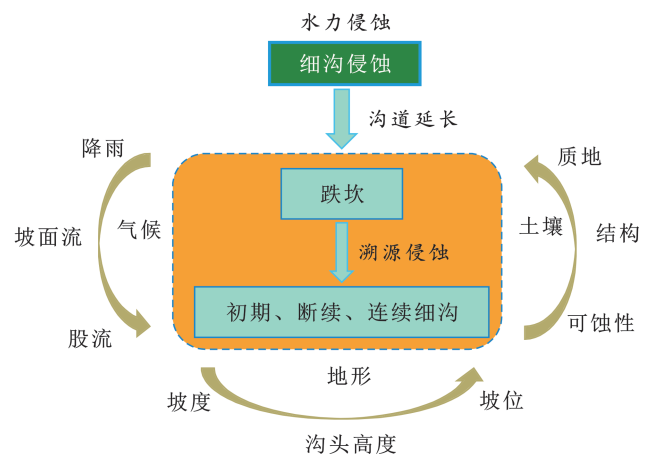 水力侵蚀
细沟侵蚀
沟道延长
降雨
质地
跌坎
坡面流
气候
土壤
结构
溯源侵蚀
初期、断续、连续细沟
股流
可蚀性
地形
坡度
坡位
沟头高度